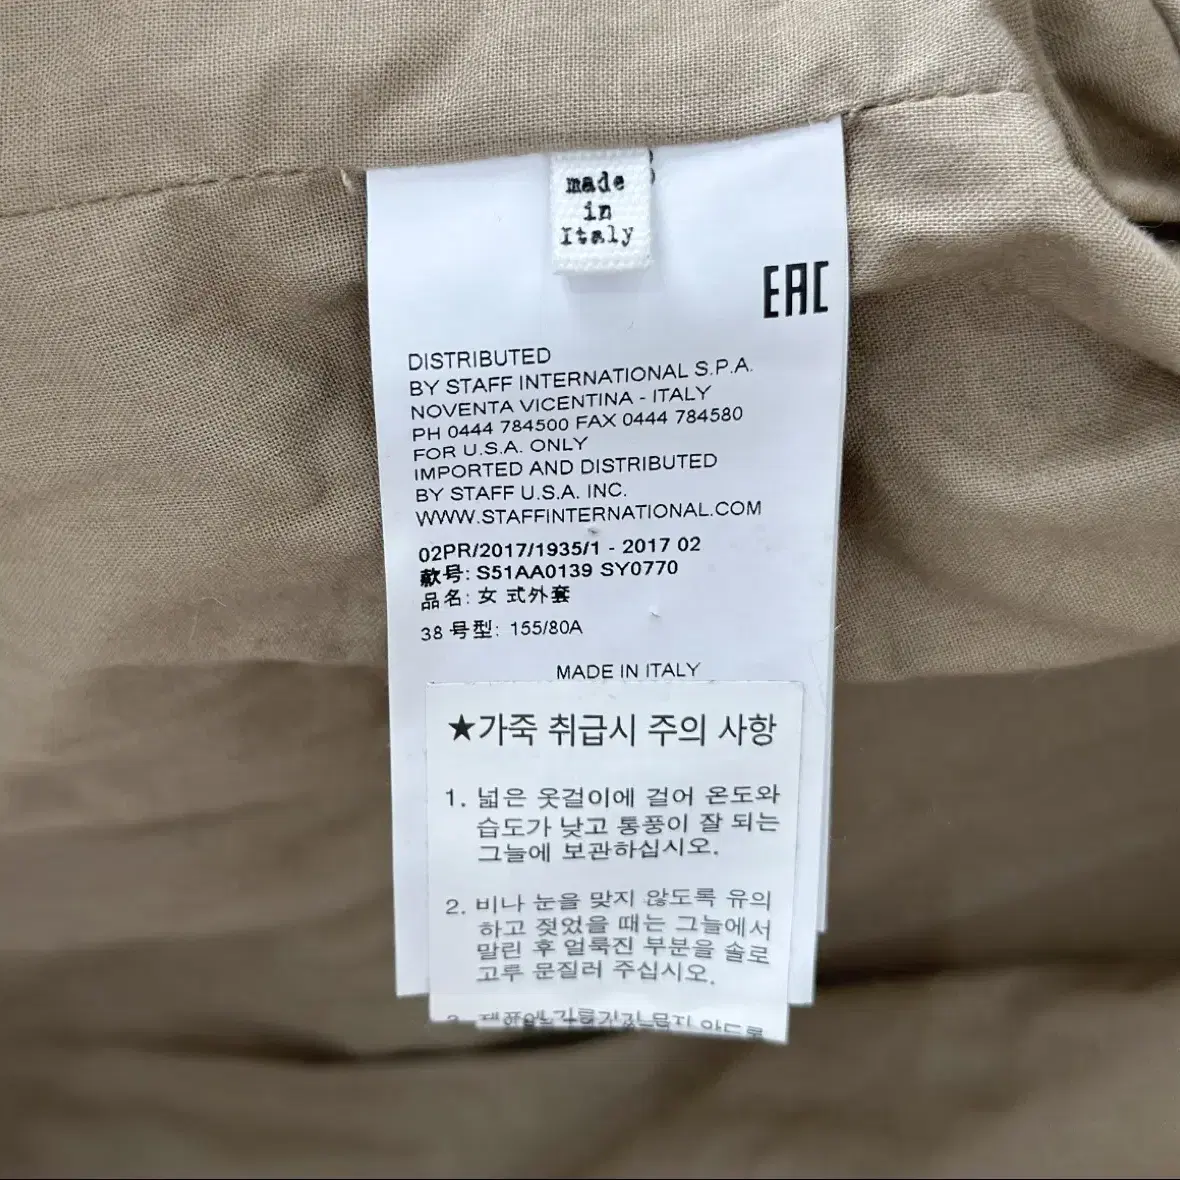 made
in
Italy
EAC
DISTRIBUTED
BY STAFF INTERNATIONAL S.P.A.
NOVENTA VICENTINA - ITALY
PH 0444 784500 FAX 0444 784580
FOR U.S.A. ONLY
IMPORTED AND DISTRIBUTED
BY STAFF U.S.A. INC.
WWW.STAFFINTERNATIONAL.COM
02PR/2017/1935/1 - 2017 02
款号: S51AA0139 SY0770
品名: 女 式外套
38 号型: 155/80A
MADE IN ITALY
★가죽 취급시 주의 사항
1. 넓은 옷걸이에 걸어 온도와
습도가 낮고 통풍이 잘 되는
그늘에 보관하십시오.
2. 비나 눈을 맞지 않도록 유의
하고 젖었을 때는 그늘에서
말린 후 얼룩진 부분을 솔로
고루 문질러 주십시오.